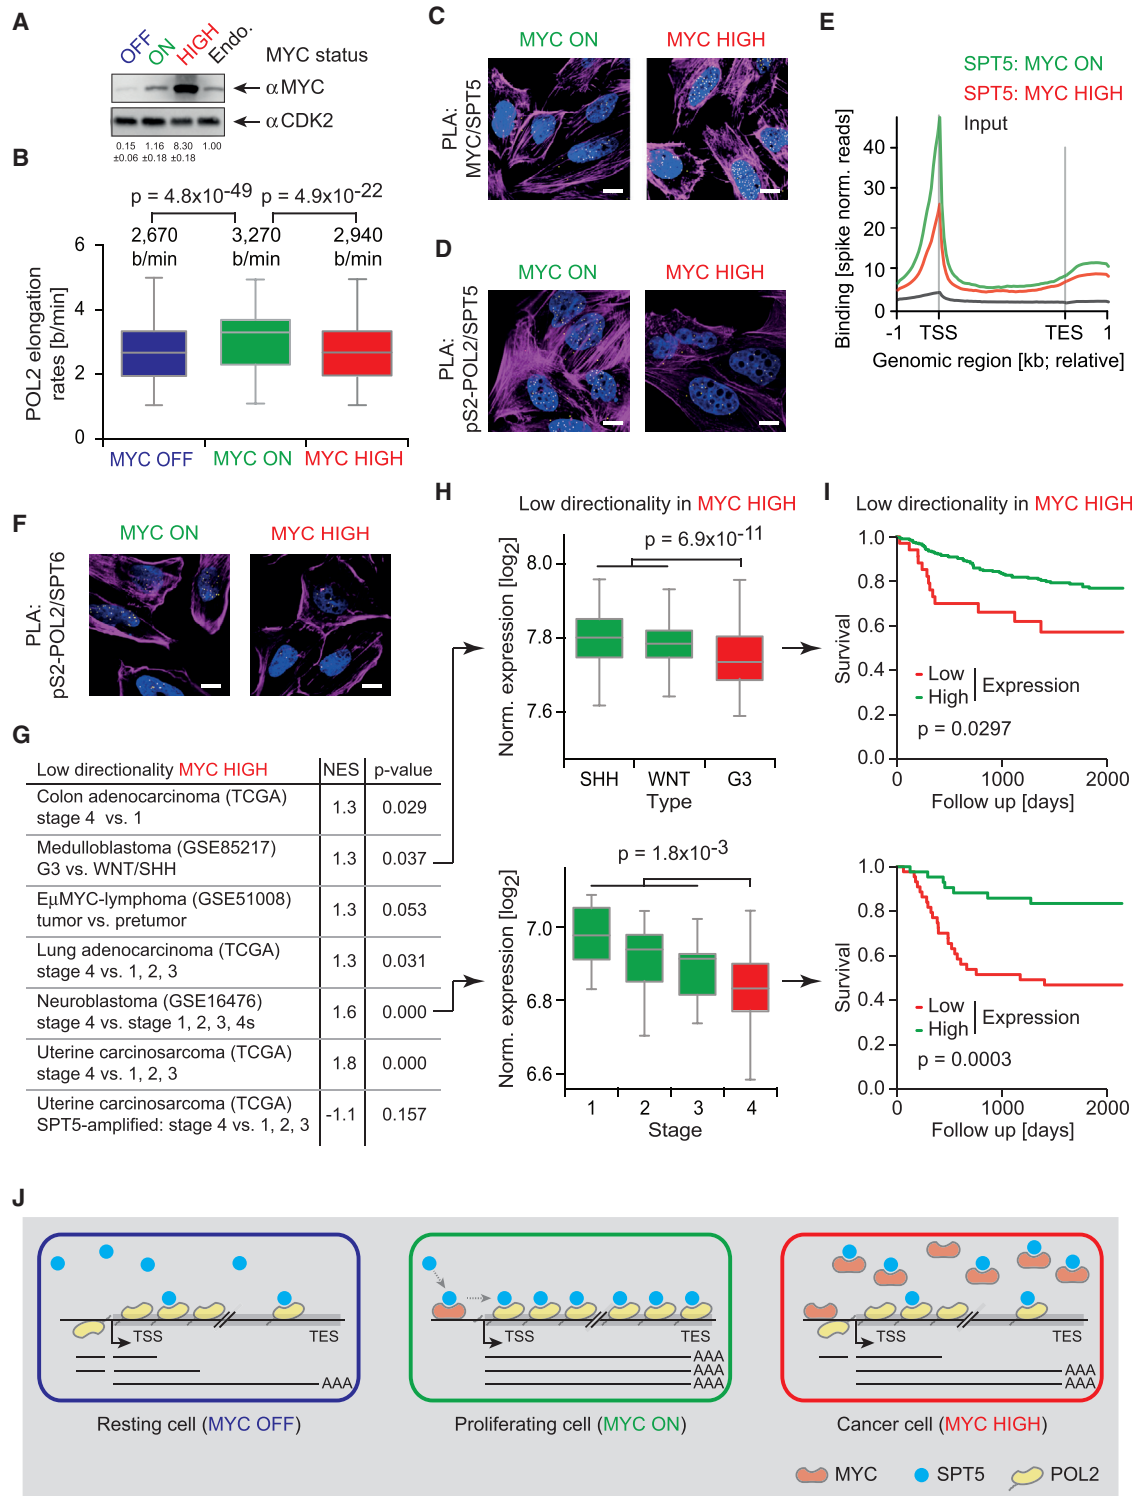 A
OFF
ON
HIGH
Endo.
MYC status
αMYC
αCDK2
0.15 1.16 8.30 1.00
±0.06 ±0.18 ±0.18
B
p = 4.8x10-49
p = 4.9x10-22
2,670 3,270 2,940
b/min b/min b/min
POL2 elongation
rates [b/min]
6
4
2
0
MYC OFF MYC ON MYC HIGH
C
MYC ON MYC HIGH
PLA:
MYC/SPT5
D
MYC ON MYC HIGH
PLA:
pS2-POL2/SPT5
E
SPT5: MYC ON
SPT5: MYC HIGH
Input
Binding [spike norm. reads]
40
30
20
10
0
-1 TSS TES 1
Genomic region [kb; relative]
F
MYC ON MYC HIGH
PLA:
pS2-POL2/SPT6
G
Low directionality MYC HIGH NES p-value
Colon adenocarcinoma (TCGA)
stage 4 vs. 1 1.3 0.029
Medulloblastoma (GSE85217)
G3 vs. WNT/SHH 1.3 0.037
EμMYC-lymphoma (GSE51008)
tumor vs. pretumor 1.3 0.053
Lung adenocarcinoma (TCGA)
stage 4 vs. 1, 2, 3 1.3 0.031
Neuroblastoma (GSE16476)
stage 4 vs. stage 1, 2, 3, 4s 1.6 0.000
Uterine carcinosarcoma (TCGA)
stage 4 vs. 1, 2, 3 1.8 0.000
Uterine carcinosarcoma (TCGA)
SPT5-amplified: stage 4 vs. 1, 2, 3 -1.1 0.157
H
Low directionality in MYC HIGH
p = 6.9x10-11
Norm. expression [log2]
8.0
7.8
7.6
SHH WNT G3
Type
p = 1.8x10-3
Norm. expression [log2]
7.0
6.8
6.6
1 2 3 4
Stage
I
Low directionality in MYC HIGH
Survival
1.0
0.8
0.6
0.4
0.2
0.0
Low
High
Expression
p = 0.0297
0 1000 2000
Follow up [days]
Survival
1.0
0.8
0.6
0.4
0.2
0.0
Low
High
Expression
p = 0.0003
0 1000 2000
Follow up [days]
J
TSS TES
AAA
Resting cell (MYC OFF)
TSS TES
AAA
AAA
AAA
Proliferating cell (MYC ON)
TSS TES
AAA
AAA
Cancer cell (MYC HIGH)
MYC SPT5 POL2